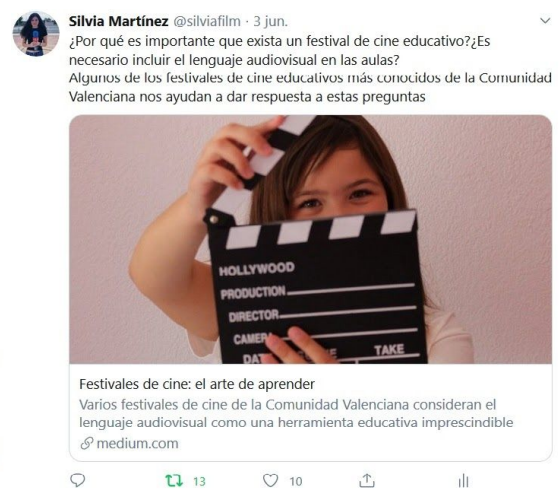 Silvia Martínez @silviafilm · 3 jun.
¿Por qué es importante que exista un festival de cine educativo?¿Es
necesario incluir el lenguaje audiovisual en las aulas?
Algunos de los festivales de cine educativos más conocidos de la Comunidad
Valenciana nos ayudan a dar respuesta a estas preguntas
HOLLYWOOD
PRODUCTION
DIRECTOR
CAMERA
TAKE
Festivales de cine: el arte de aprender
Varios festivales de cine de la Comunidad Valenciana consideran el
lenguaje audiovisual como una herramienta educativa imprescindible
medium.com
13 10